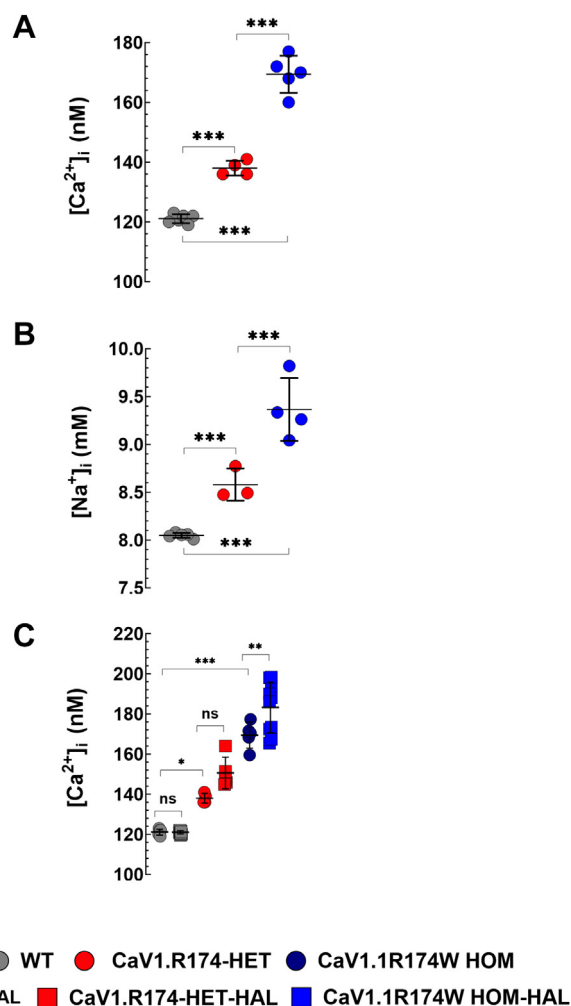 A
[Ca2+]i (nM)
180
160
140
120
100
***
***
***
B
[Na+]i (mM)
10.0
9.5
9.0
8.5
8.0
7.5
***
***
***
C
[Ca2+]i (nM)
220
200
180
160
140
120
100
**
***
ns
*
ns
WT CaV1.R174-HET CaV1.1R174W HOM
AL CaV1.R174-HET-HAL CaV1.1R174W HOM-HAL